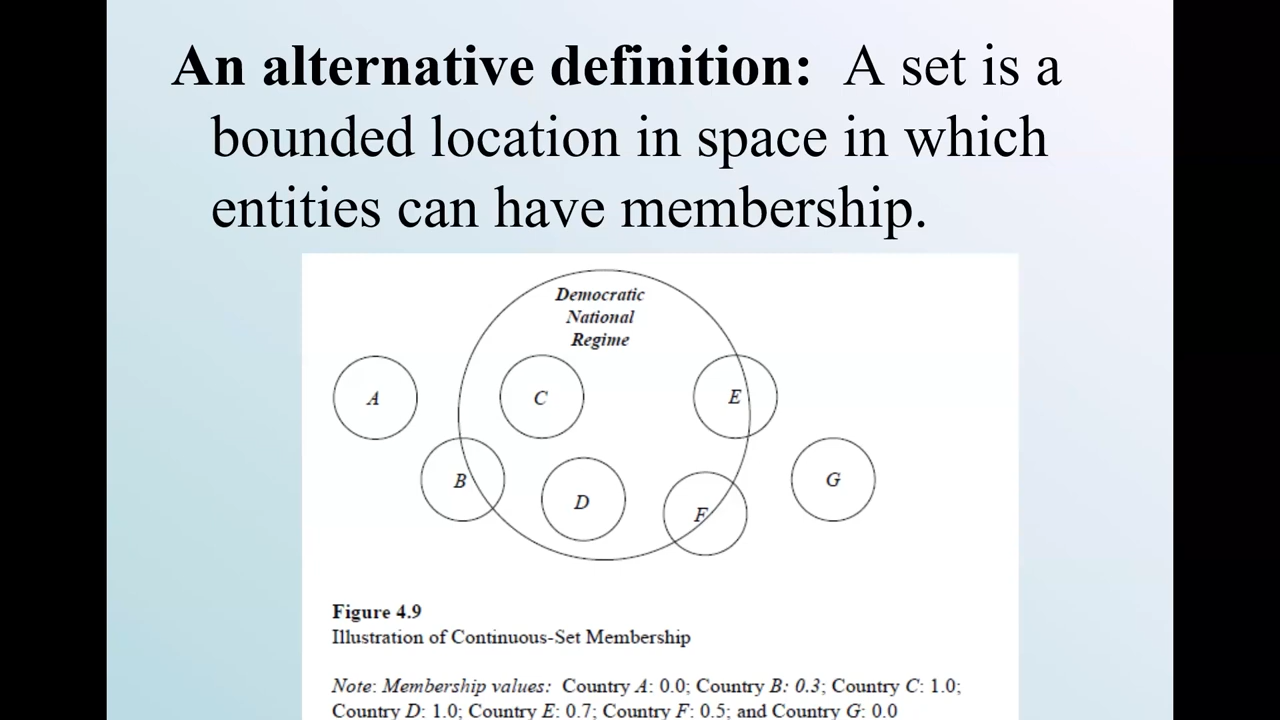 An alternative definition: A set is a
bounded location in space in which
entities can have membership.
Democratic
National
Regime
A
C
E
B
D
F
G
Figure 4.9
Illustration of Continuous-Set Membership
Note: Membership values: Country A: 0.0; Country B: 0.3; Country C: 1.0;
Country D: 1.0; Country E: 0.7; Country F: 0.5; and Country G: 0.0